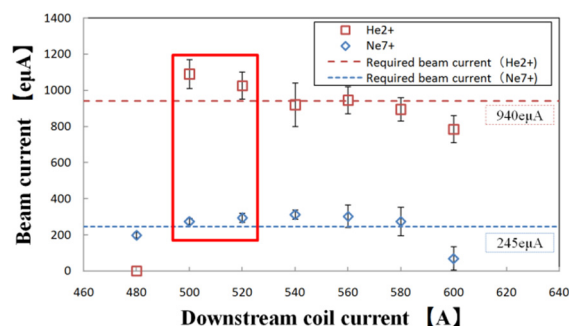 1400
1200
1000
800
600
400
200
0
Beam current 【eμA】
He2+
Ne7+
Required beam current（He2+）
Required beam current（Ne7+）
940eμA
245eμA
460 480 500 520 540 560 580 600 620 640
Downstream coil current 【A】